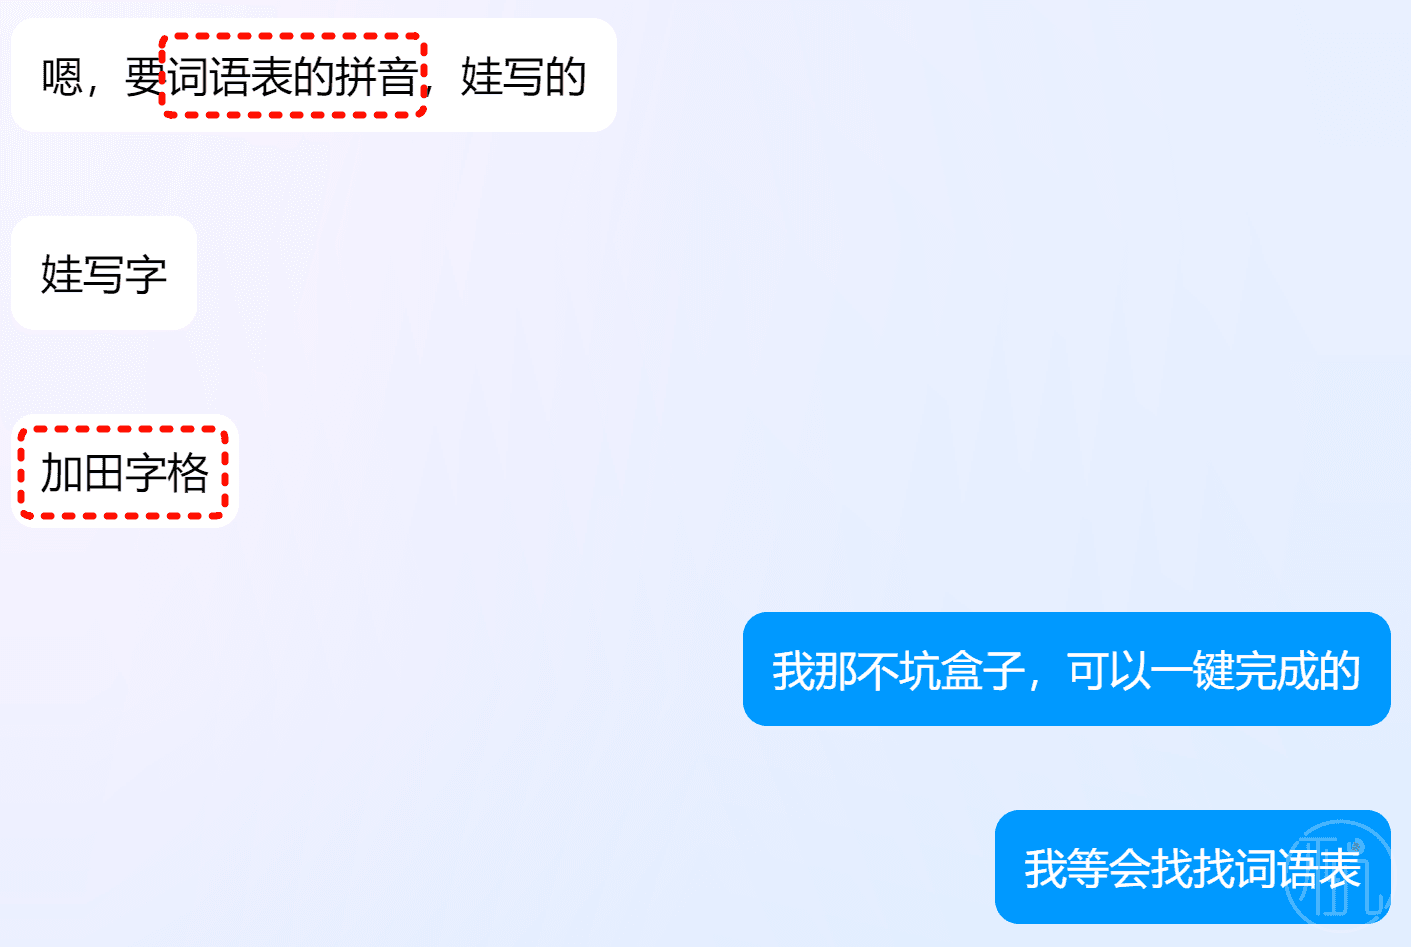 嗯，要词语表的拼音，娃写的
娃写字
加田字格
我那不坑盒子，可以一键完成的
我等会找找词语表